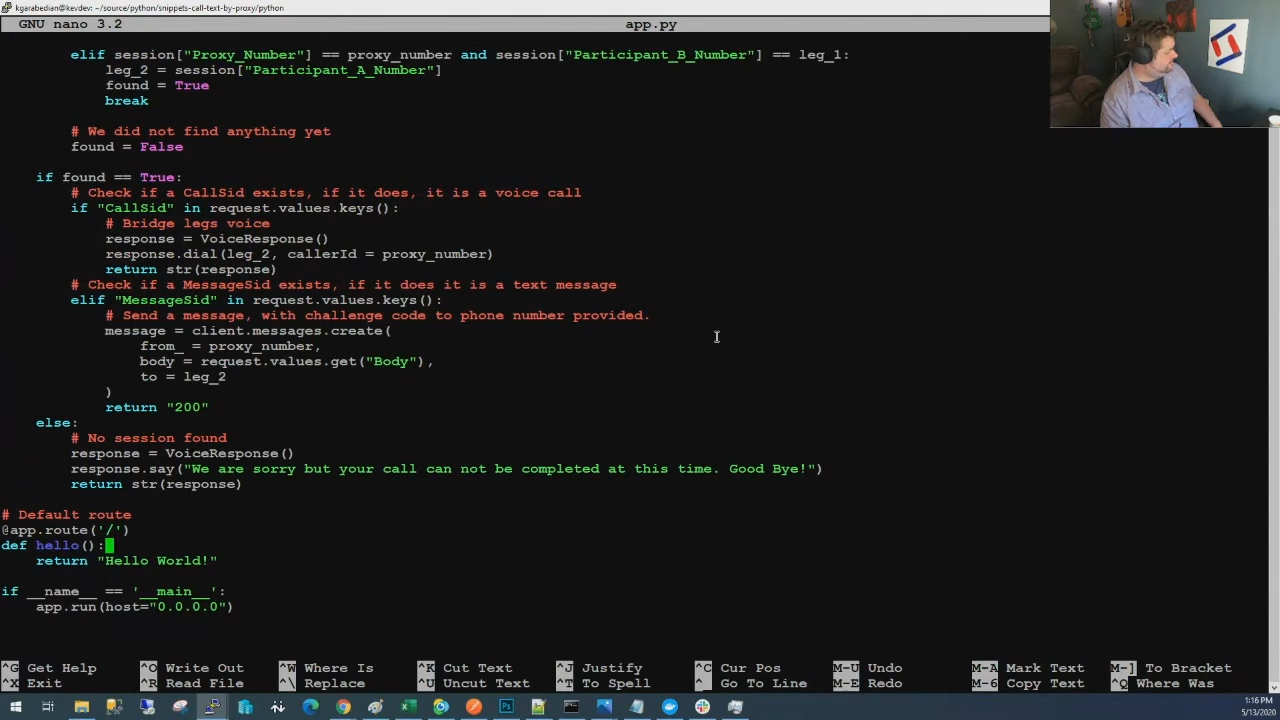 kgarabedian@kevdev: ~/source/python/snippets-call-text-by-proxy/python
GNU nano 3.2 app.py
elif session["Proxy_Number"] == proxy_number and session["Participant_B_Number"] == leg_1:
leg_2 = session["Participant_A_Number"]
found = True
break
# We did not find anything yet
found = False
if found == True:
# Check if a CallSid exists, if it does, it is a voice call
if "CallSid" in request.values.keys():
# Bridge legs voice
response = VoiceResponse()
response.dial(leg_2, callerId = proxy_number)
return str(response)
# Check if a MessageSid exists, if it does it is a text message
elif "MessageSid" in request.values.keys():
# Send a message, with challenge code to phone number provided.
message = client.messages.create(
from_ = proxy_number,
body = request.values.get("Body"),
to = leg_2
)
return "200"
else:
# No session found
response = VoiceResponse()
response.say("We are sorry but your call can not be completed at this time. Good Bye!")
return str(response)
# Default route
@app.route('/')
def hello():
return "Hello World!"
if __name__ == '__main__':
app.run(host="0.0.0.0")
^G Get Help ^O Write Out ^W Where Is ^K Cut Text ^J Justify ^C Cur Pos M-U Undo M-A Mark Text M-] To Bracket
^X Exit ^R Read File ^\ Replace ^U Uncut Text ^T To Spell ^_ Go To Line M-E Redo M-6 Copy Text ^Q Where Was
1:16 PM
5/13/2020